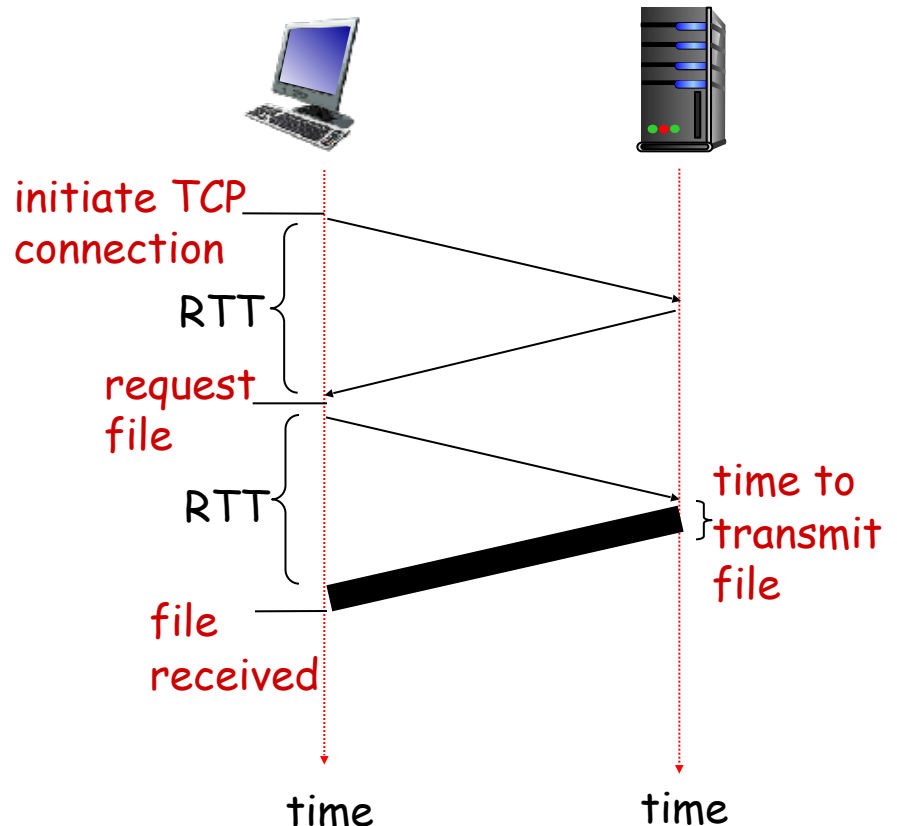 initiate TCP
connection
RTT
request
file
RTT
time to
transmit
file
file
received
time
time